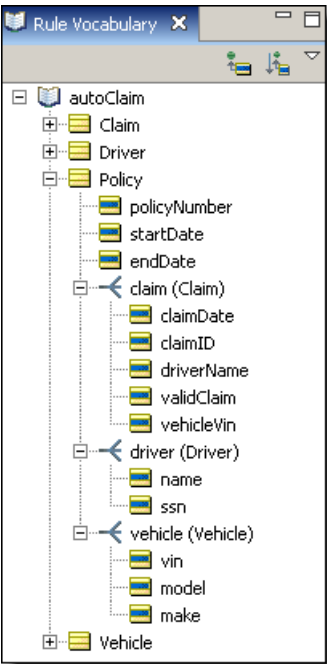 Rule Vocabulary
autoClaim
Claim
Driver
Policy
policyNumber
startDate
endDate
claim (Claim)
claimDate
claimID
driverName
validClaim
vehicleVin
driver (Driver)
name
ssn
vehicle (Vehicle)
vin
model
make
Vehicle